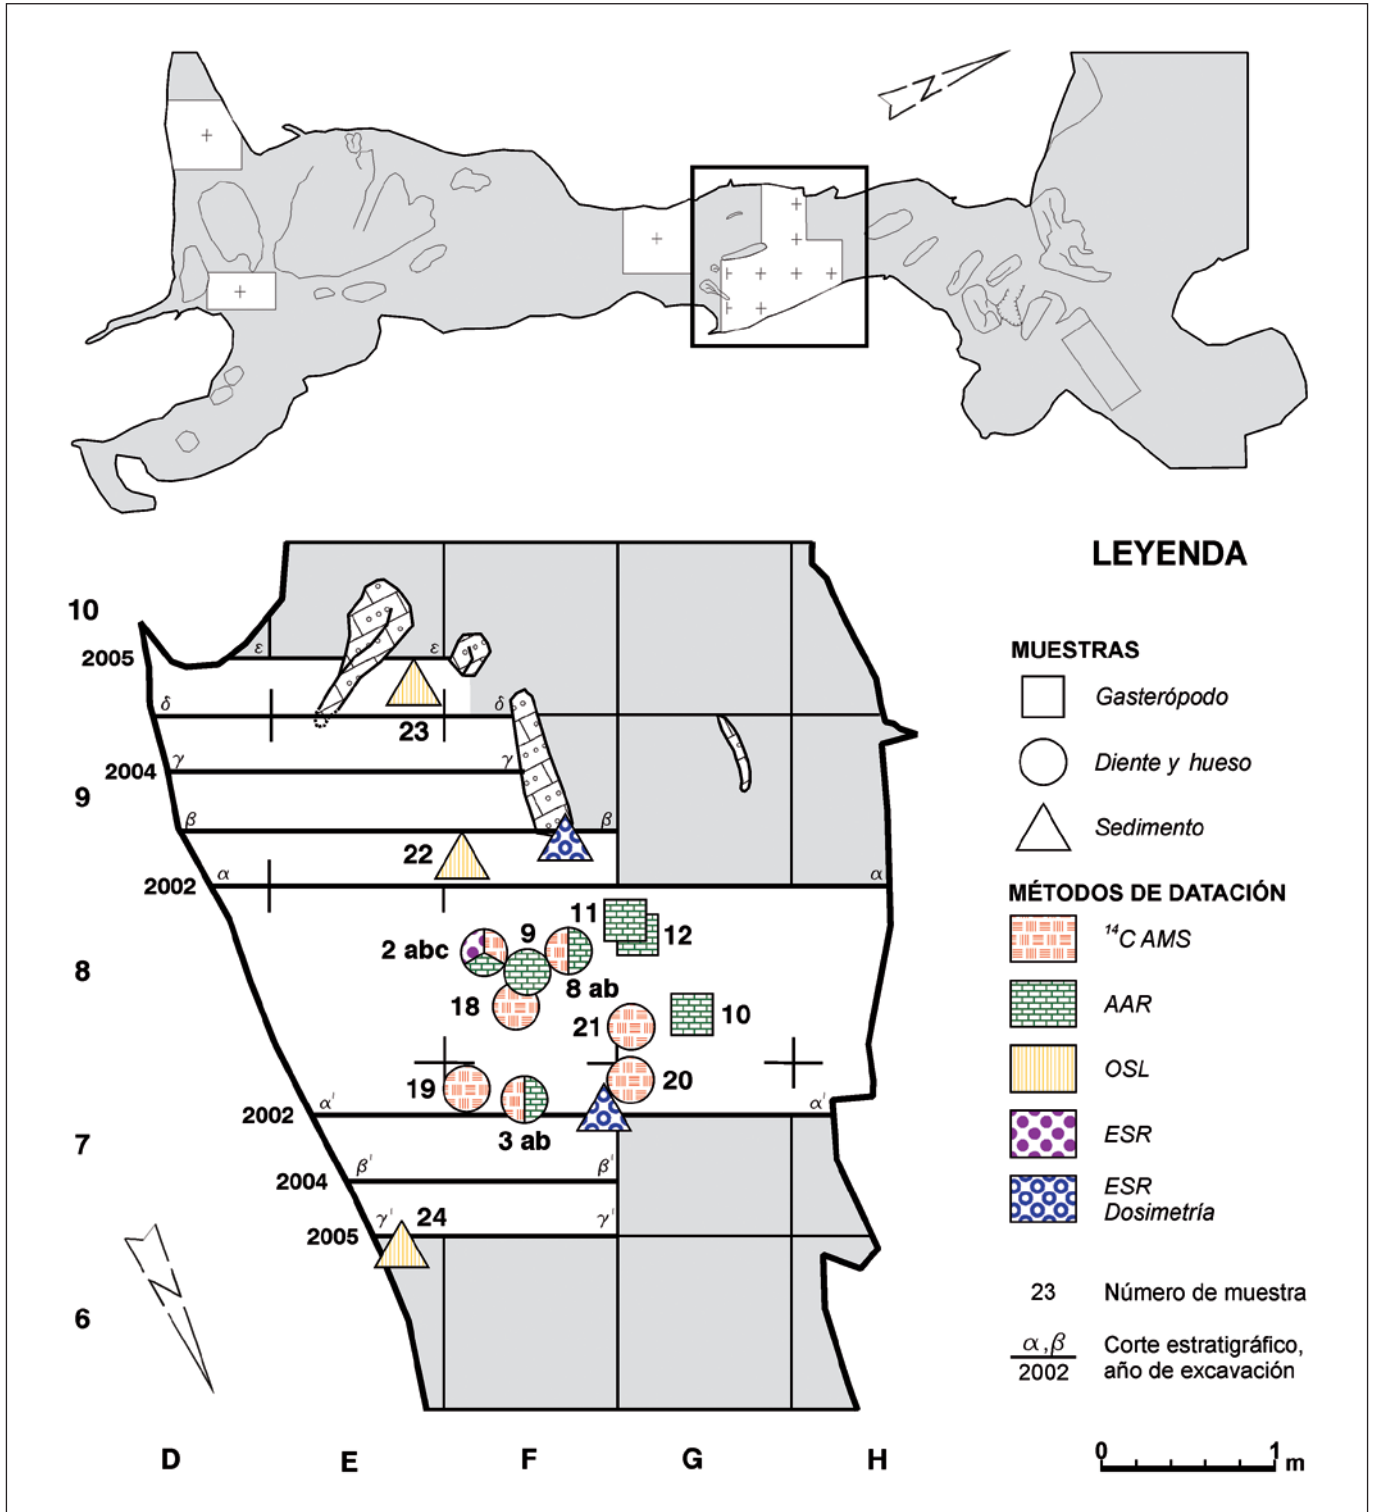 N
10
2005
ε
ε
δ
δ
23
2004
γ
γ
9
β
β
22
2002
α
α
11
12
9
2 abc
8 ab
8
18
21
10
19
20
2002
α'
α'
3 ab
7
2004
β'
β'
2005
γ'
24
γ'
N
6
D
E
F
G
H
LEYENDA
MUESTRAS
Gasterópodo
Diente y hueso
Sedimento
MÉTODOS DE DATACIÓN
¹⁴C AMS
AAR
OSL
ESR
ESR
Dosimetría
23 Número de muestra
α,β Corte estratigráfico,
2002 año de excavación
0 1
m